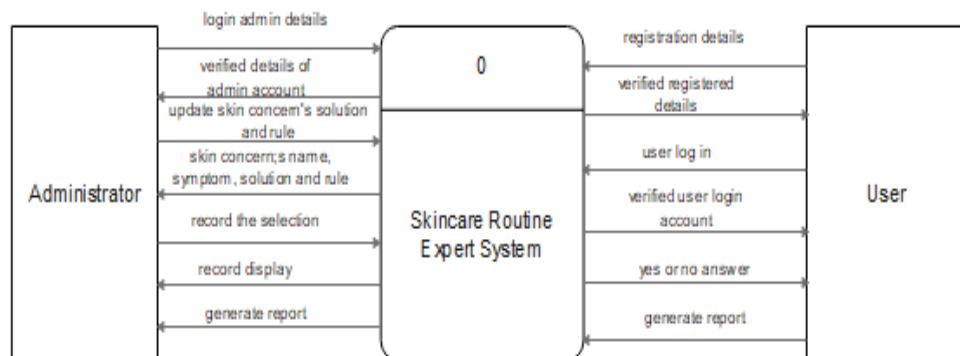 login admin details
verified details of
admin account
update skin concern's solution
and rule
skin concern;s name,
symptom, solution and rule
record the selection
record display
generate report
Administrator
0
Skincare Routine
Expert System
registration details
verified registered
details
user log in
verified user login
account
yes or no answer
generate report
User